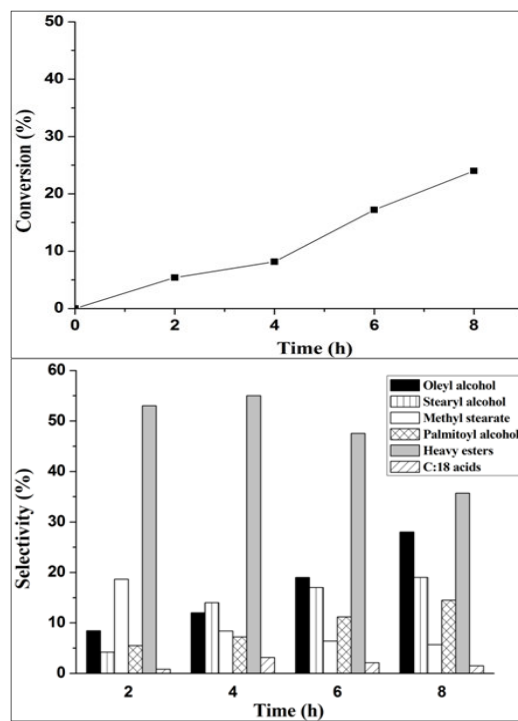 50
40
30
20
10
0
Conversion (%)
0 2 4 6 8
Time (h)
60
50
40
30
20
10
0
Selectivity (%)
Oleyl alcohol
Stearyl alcohol
Methyl stearate
Palmitoyl alcohol
Heavy esters
C:18 acids
2 4 6 8
Time (h)